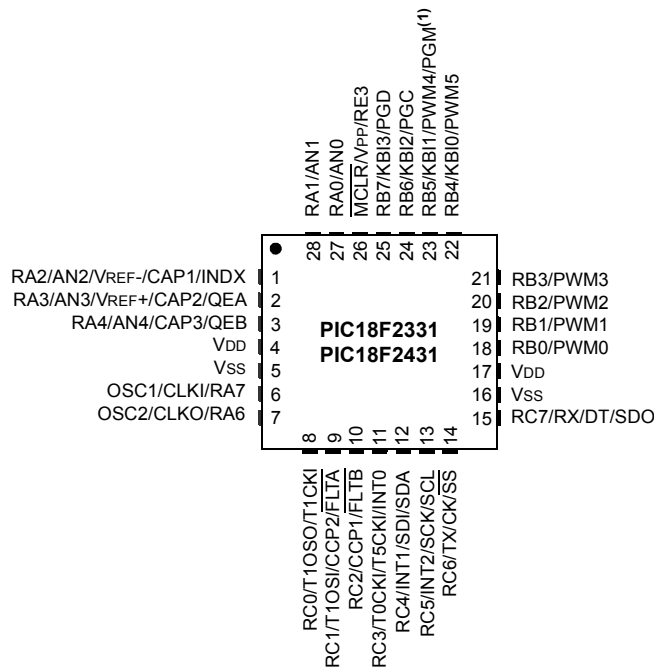 RA1/AN1
RA0/AN0
MCLR/VPP/RE3
RB7/KBI3/PGD
RB6/KBI2/PGC
RB5/KBI1/PWM4/PGM(1)
RB4/KBI0/PWM5
28
27
26
25
24
23
22
RA2/AN2/VREF-/CAP1/INDX 1
RA3/AN3/VREF+/CAP2/QEA 2
RA4/AN4/CAP3/QEB 3
VDD 4
VSS 5
OSC1/CLKI/RA7 6
OSC2/CLKO/RA6 7
PIC18F2331
PIC18F2431
21 RB3/PWM3
20 RB2/PWM2
19 RB1/PWM1
18 RB0/PWM0
17 VDD
16 VSS
15 RC7/RX/DT/SDO
8
9
10
11
12
13
14
RC0/T1OSO/T1CKI
RC1/T1OSI/CCP2/FLTA
RC2/CCP1/FLTB
RC3/T0CKI/T5CKI/INT0
RC4/INT1/SDI/SDA
RC5/INT2/SCK/SCL
RC6/TX/CK/SS